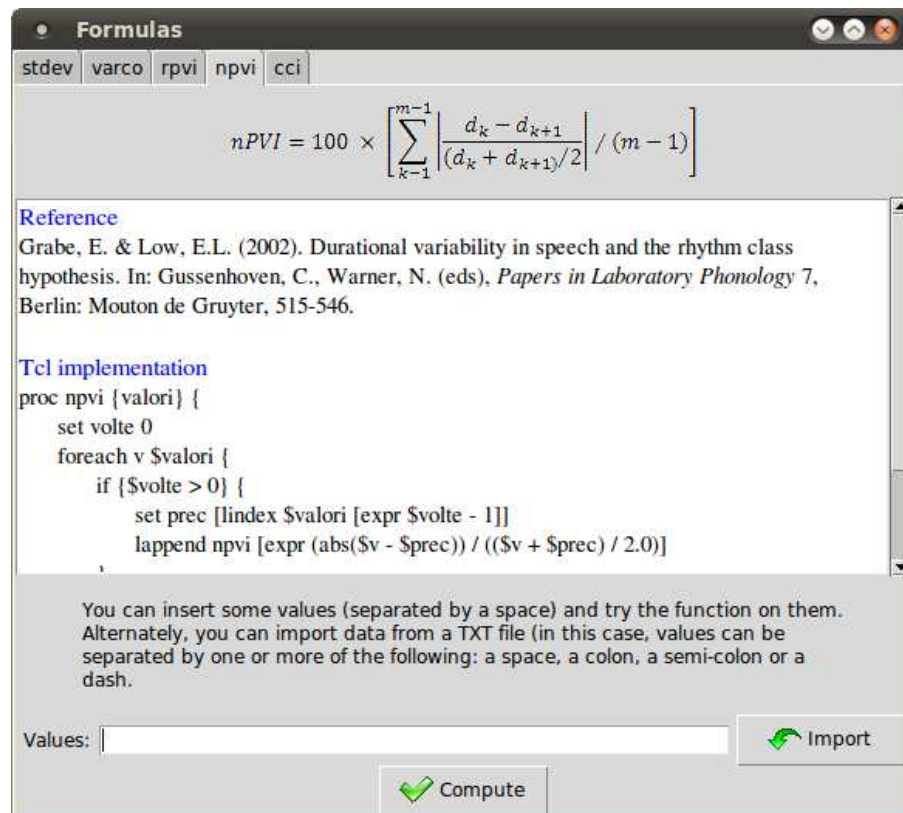 Formulas
stdev varco rpvi npvi cci
nPVI = 100 × [∑_{k-1}^{m-1} | (d_k − d_{k+1}) / ((d_k + d_{k+1)}/2) | / (m − 1)]
Reference
Grabe, E. & Low, E.L. (2002). Durational variability in speech and the rhythm class
hypothesis. In: Gussenhoven, C., Warner, N. (eds), Papers in Laboratory Phonology 7,
Berlin: Mouton de Gruyter, 515-546.
Tcl implementation
proc npvi {valori} {
set volte 0
foreach v $valori {
if {$volte > 0} {
set prec [lindex $valori [expr $volte - 1]]
lappend npvi [expr (abs($v - $prec)) / (($v + $prec) / 2.0)]
}
You can insert some values (separated by a space) and try the function on them.
Alternately, you can import data from a TXT file (in this case, values can be
separated by one or more of the following: a space, a colon, a semi-colon or a
dash.
Values:
Import
Compute